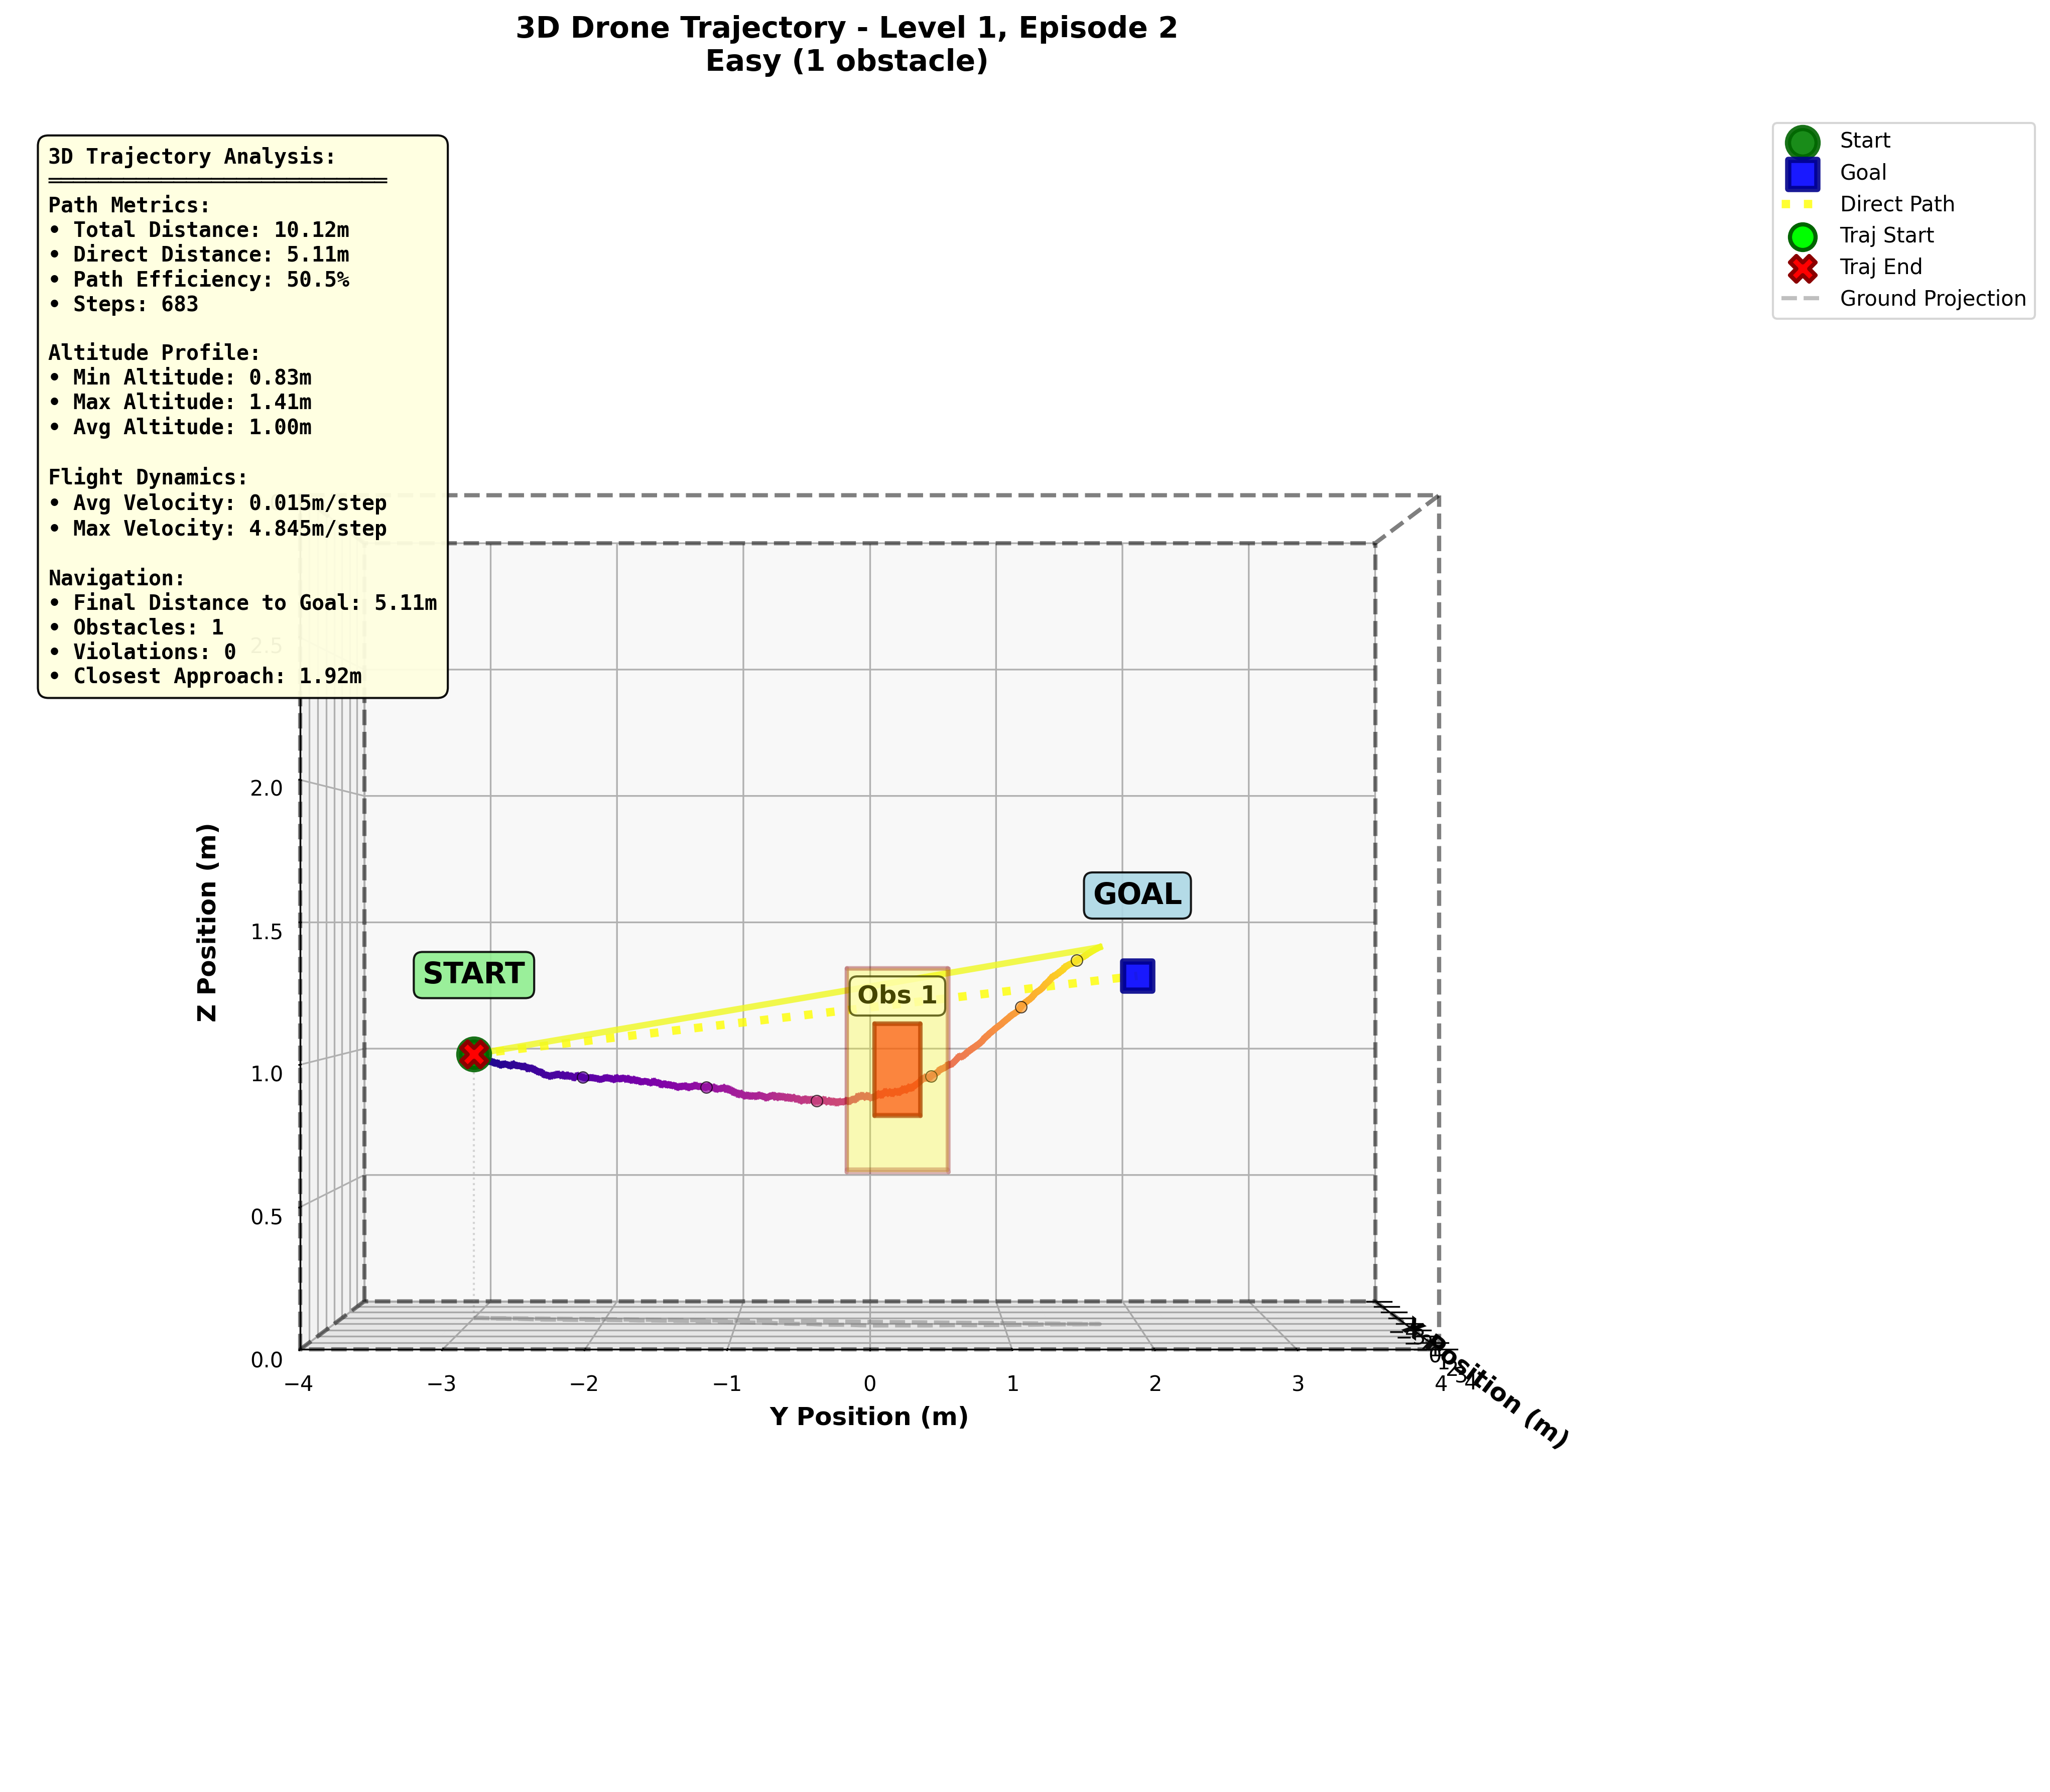 3D Drone Trajectory - Level 1, Episode 2
Easy (1 obstacle)
3D Trajectory Analysis:
Path Metrics:
• Total Distance: 10.12m
• Direct Distance: 5.11m
• Path Efficiency: 50.5%
• Steps: 683
Altitude Profile:
• Min Altitude: 0.83m
• Max Altitude: 1.41m
• Avg Altitude: 1.00m
Flight Dynamics:
• Avg Velocity: 0.015m/step
• Max Velocity: 4.845m/step
Navigation:
• Final Distance to Goal: 5.11m
• Obstacles: 1
• Violations: 0
• Closest Approach: 1.92m
Start
Goal
Direct Path
Traj Start
Traj End
Ground Projection
2.5
2.0
1.5
1.0
0.5
0.0
Z Position (m)
START
GOAL
Obs 1
−4
−3
−2
−1
0
1
2
3
4
Y Position (m)
X Position (m)